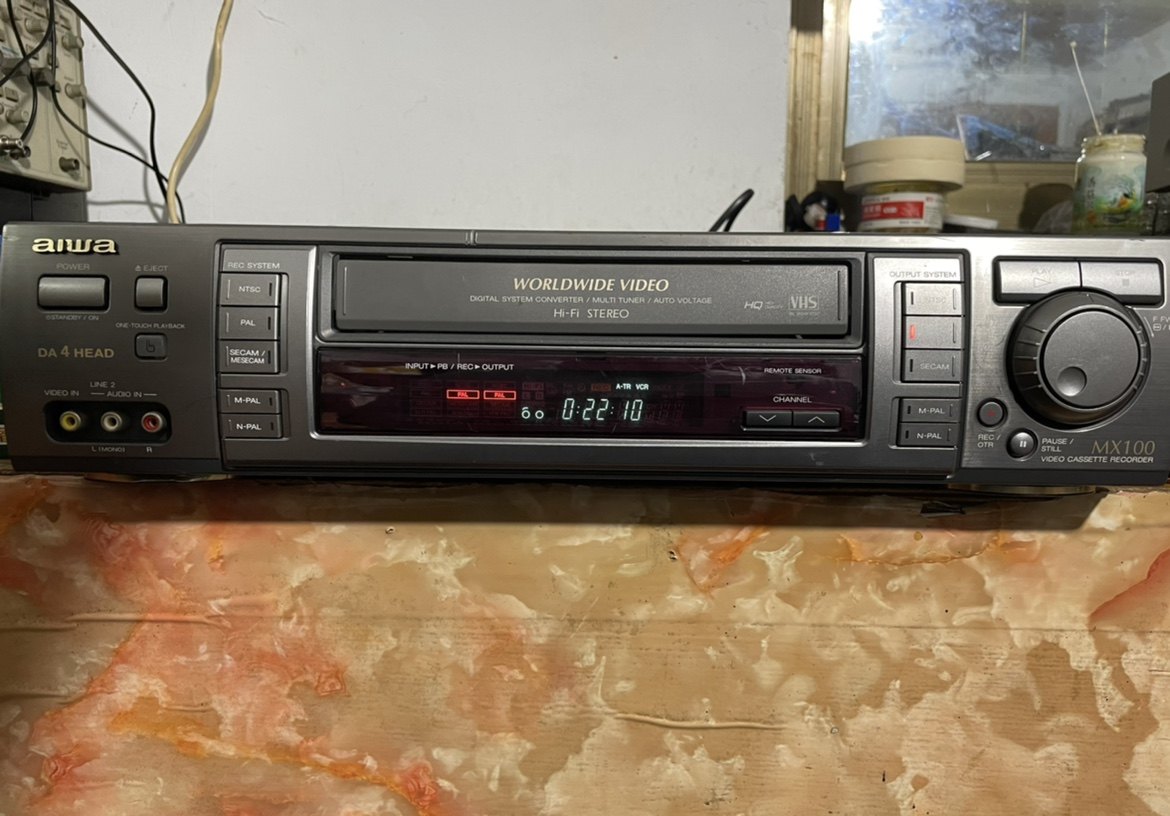 aiwa
POWER
STANDBY / ON
EJECT
ONE-TOUCH PLAYBACK
DA 4 HEAD
LINE 2
VIDEO IN
AUDIO IN
L (MONO)
R
REC SYSTEM
NTSC
PAL
SECAM /
MESECAM
M-PAL
N-PAL
WORLDWIDE VIDEO
DIGITAL SYSTEM CONVERTER / MULTI TUNER / AUTO VOLTAGE
Hi-Fi STEREO
HQ
VHS
INPUT ▶ PB / REC ▶ OUTPUT
PAL PAL
A-TR VCR
0:22:10
REMOTE SENSOR
CHANNEL
OUTPUT SYSTEM
NTSC
SECAM
M-PAL
N-PAL
PLAY
STOP
REC /
OTR
PAUSE /
STILL
MX100
VIDEO CASSETTE RECORDER